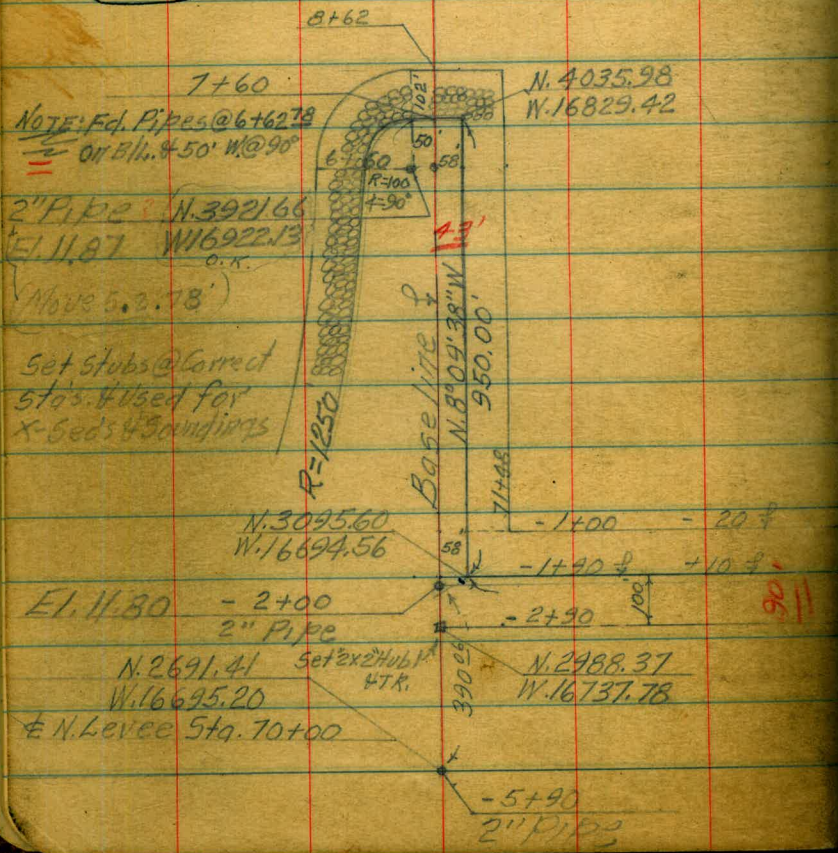 8+62
7+60
102'
N. 4035.98
W. 16829.42
NOTE: Fd. Pipes @ 6+62 78
on B/L. & 50' W. @ 90°
50'
58'
6+60
R=100
2" Pipe N. 3921.66
W 16922.13
El. 11.87
O.K.
43'
(Move 5.2.78')
Set Stubs @ Correct
Sta's. & Used for
X-Secs & Soundings
R=1250'
Baseline
N. 8°09'38" W
950.00'
71+48
N. 3095.60
W. 16694.56
-1+00 - 20
58'
-1+90 +10
El. 11.80 - 2+00
2" Pipe
-2+90
100'
90'
N. 2691.41
W. 16695.20
Set 2"x2" Hub
& TK.
390.06
N. 2988.37
W. 16737.78
N. Levee Sta. 70+00
-5+90
2" Pipe